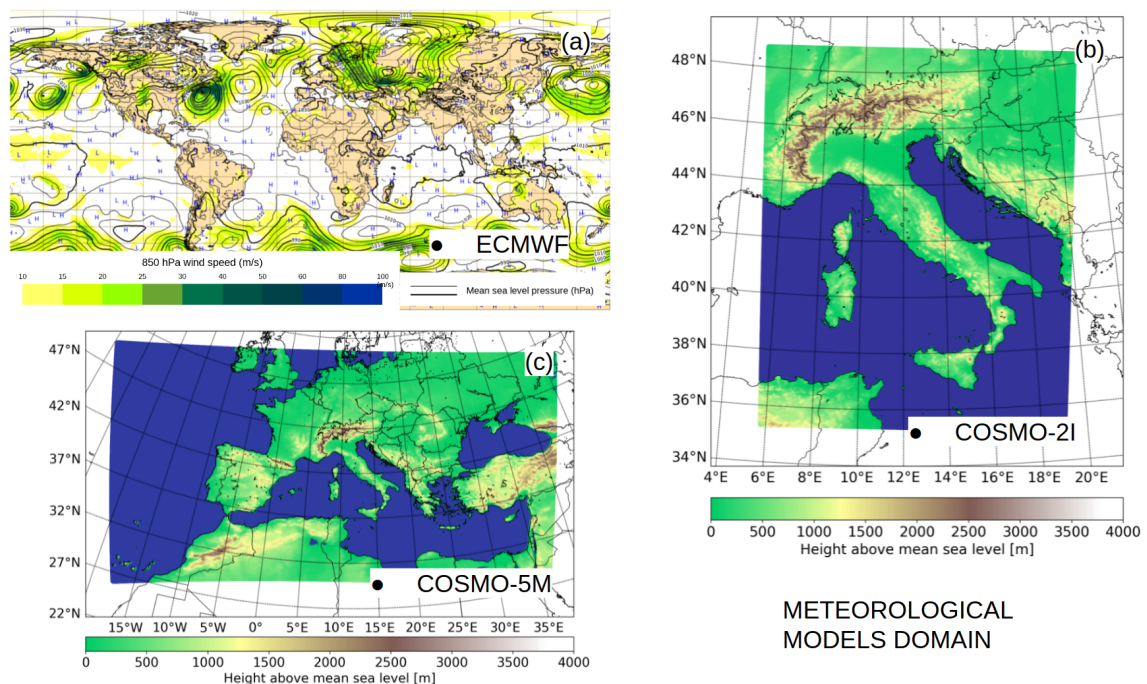 (a)
● ECMWF
850 hPa wind speed (m/s)
10 15 20 25 30 40 50 60 80 100
(m/s)
Mean sea level pressure (hPa)
(b)
48°N
46°N
44°N
42°N
40°N
38°N
36°N
34°N
● COSMO-2I
4°E 6°E 8°E 10°E 12°E 14°E 16°E 18°E 20°E
0 500 1000 1500 2000 2500 3000 3500 4000
Height above mean sea level [m]
(c)
47°N
42°N
37°N
32°N
27°N
22°N
● COSMO-5M
15°W 10°W 5°W 0° 5°E 10°E 15°E 20°E 25°E 30°E 35°E
0 500 1000 1500 2000 2500 3000 3500 4000
Height above mean sea level [m]
METEOROLOGICAL
MODELS DOMAIN